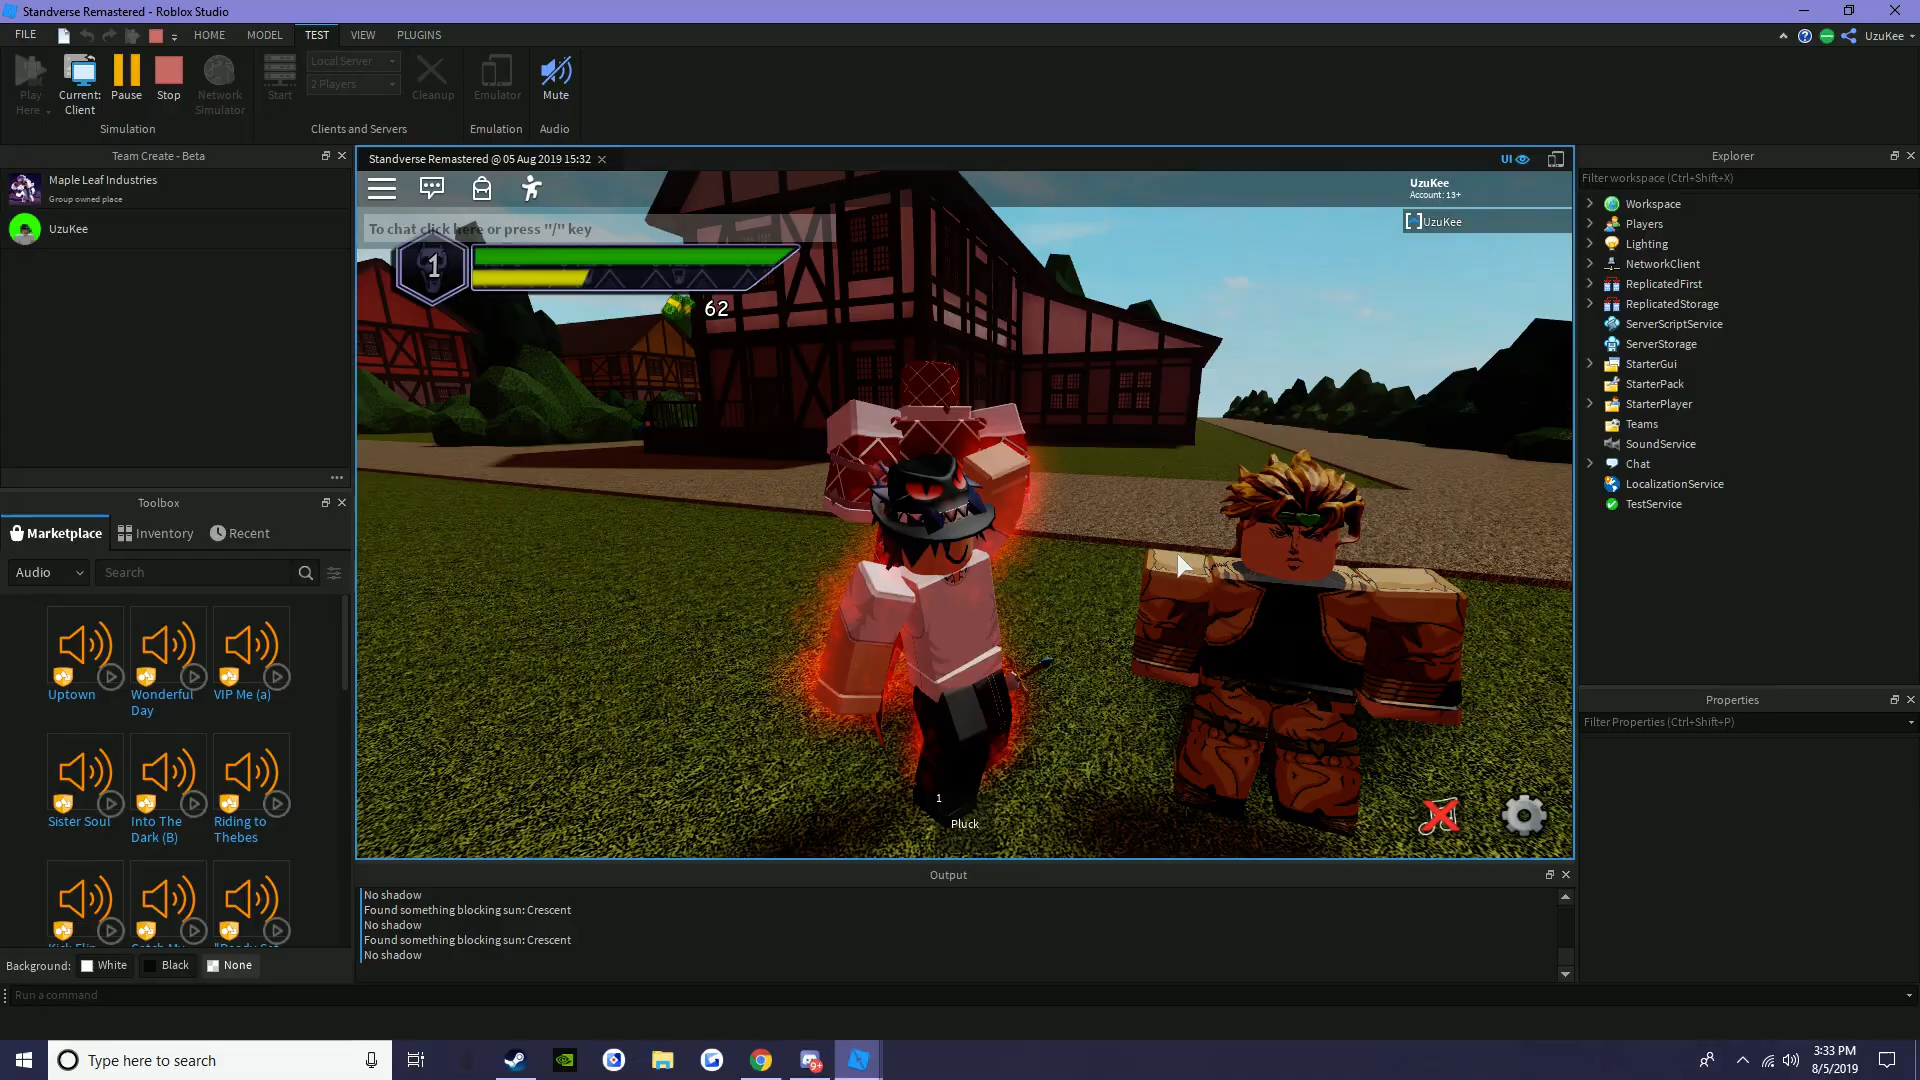 Standverse Remastered - Roblox Studio
FILE
HOME
MODEL
TEST
VIEW
PLUGINS
UzuKee
Play
Here
Current:
Client
Pause
Stop
Network
Simulator
Simulation
Start
Local Server
2 Players
Cleanup
Clients and Servers
Emulator
Emulation
Mute
Audio
Team Create - Beta
Maple Leaf Industries
Group owned place
UzuKee
Toolbox
Marketplace
Inventory
Recent
Audio
Search
Uptown
Wonderful
Day
VIP Me (a)
Sister Soul
Into The
Dark (B)
Riding to
Thebes
Background:
White
Black
None
Run a command
Standverse Remastered @ 05 Aug 2019 15:32
UI
UzuKee
Account: 13+
UzuKee
To chat click here or press "/" key
1
62
1
Pluck
Output
No shadow
Found something blocking sun: Crescent
No shadow
Found something blocking sun: Crescent
No shadow
Explorer
Filter workspace (Ctrl+Shift+X)
Workspace
Players
Lighting
NetworkClient
ReplicatedFirst
ReplicatedStorage
ServerScriptService
ServerStorage
StarterGui
StarterPack
StarterPlayer
Teams
SoundService
Chat
LocalizationService
TestService
Properties
Filter Properties (Ctrl+Shift+P)
Type here to search
9+
3:33 PM
8/5/2019